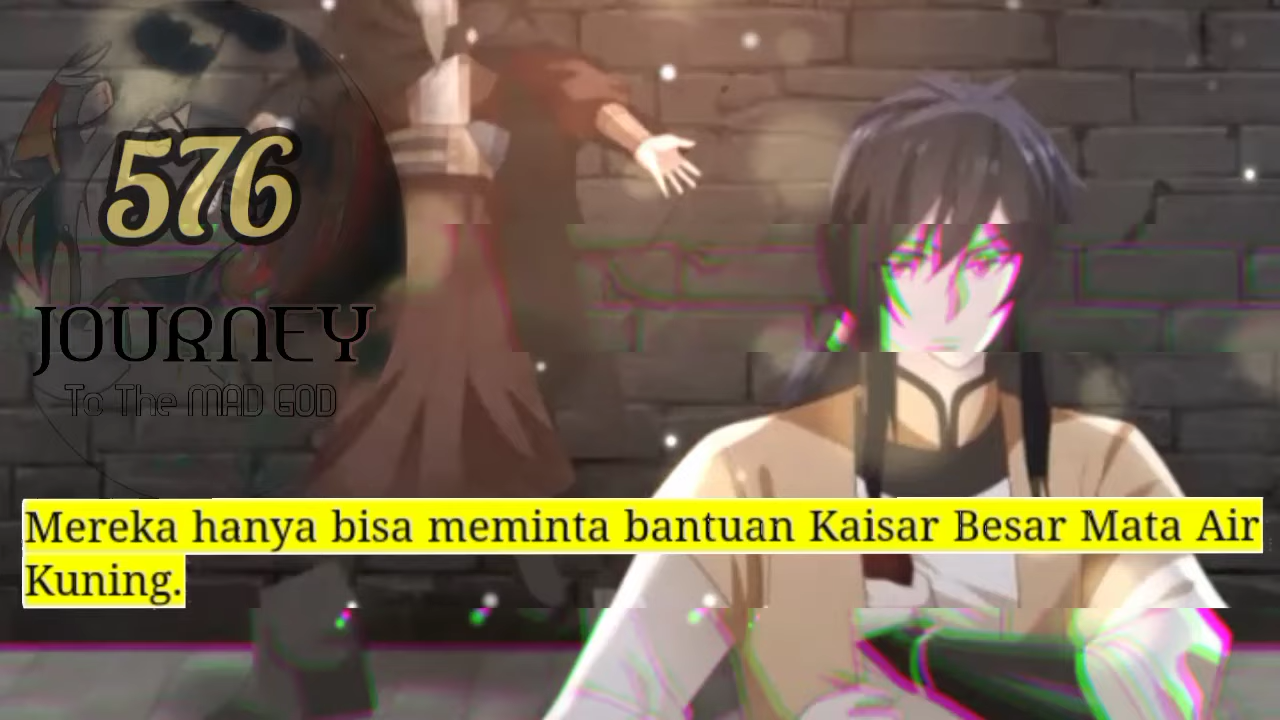 576
JOURNEY
To The MAD GOD
Mereka hanya bisa meminta bantuan Kaisar Besar Mata Air
Kuning.